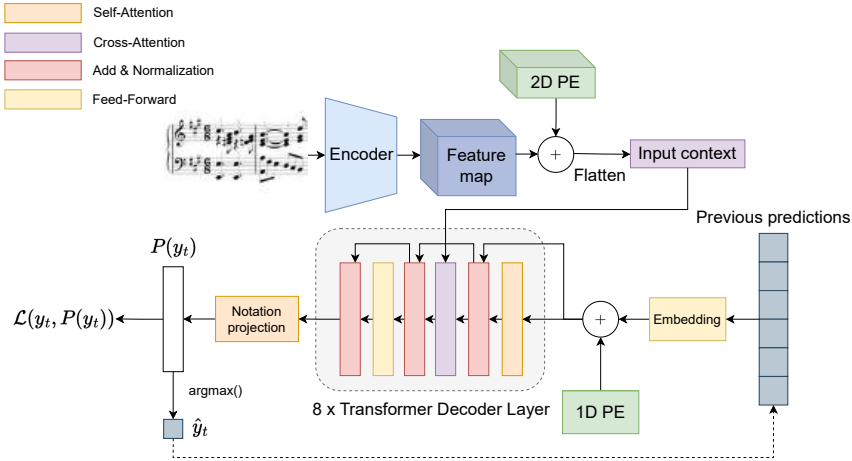 Self-Attention
Cross-Attention
Add & Normalization
Feed-Forward
2D PE
Encoder
Feature
map
+
Flatten
Input context
Previous predictions
P(y_t)
L(y_t, P(y_t))
Notation
projection
+
Embedding
argmax()
8 x Transformer Decoder Layer
1D PE
ŷ_t